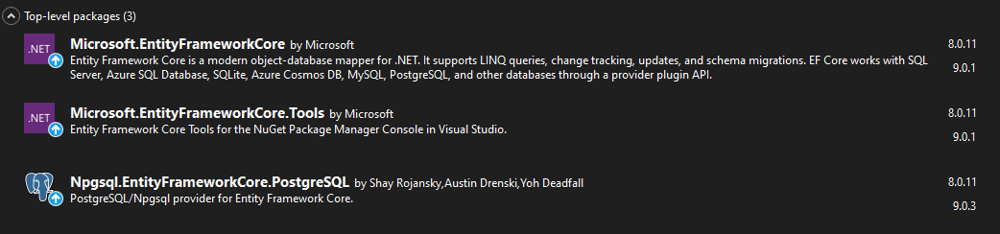 Top-level packages (3)
.NET
Microsoft.EntityFrameworkCore by Microsoft
8.0.11
Entity Framework Core is a modern object-database mapper for .NET. It supports LINQ queries, change tracking, updates, and schema migrations. EF Core works with SQL
Server, Azure SQL Database, SQLite, Azure Cosmos DB, MySQL, PostgreSQL, and other databases through a provider plugin API.
9.0.1
.NET
Microsoft.EntityFrameworkCore.Tools by Microsoft
8.0.11
Entity Framework Core Tools for the NuGet Package Manager Console in Visual Studio.
9.0.1
Npgsql.EntityFrameworkCore.PostgreSQL by Shay Rojansky,Austin Drenski,Yoh Deadfall
8.0.11
PostgreSQL/Npgsql provider for Entity Framework Core.
9.0.3